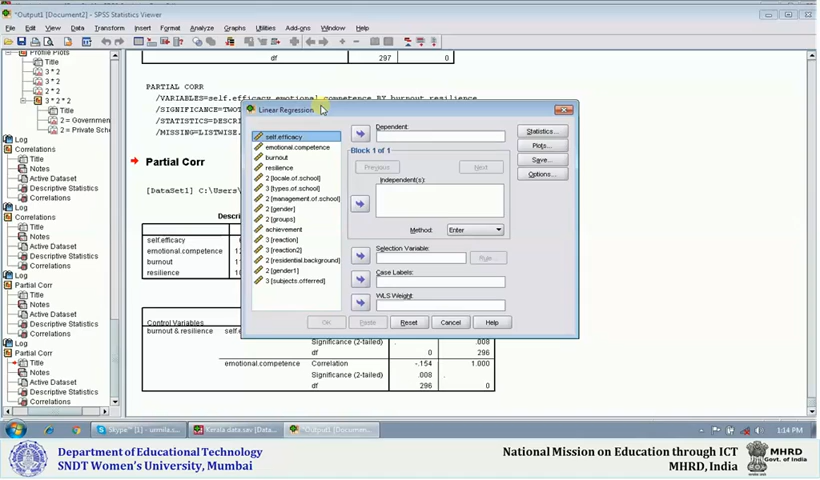 *Output1 [Document2] - SPSS Statistics Viewer
File Edit View Data Transform Insert Format Analyze Graphs Utilities Add-ons Window Help
Profile Plots
Title
3 * 2
3 * 2
3 * 2
3 * 2 * 2
Title
2 = Governmen
2 = Private Scho
Log
Correlations
Title
Notes
Active Dataset
Descriptive Statistics
Correlations
Log
Correlations
Title
Notes
Active Dataset
Descriptive Statistics
Correlations
Log
Partial Corr
Title
Notes
Active Dataset
Descriptive Statistics
Correlations
Log
Partial Corr
Title
Notes
Active Dataset
Descriptive Statistics
Correlations
df 297 0
PARTIAL CORR
/VARIABLES=self.efficacy emotional.competence BY burnout resilience
/SIGNIFICANCE=TWOT
/STATISTICS=DESCR
/MISSING=LISTWISE.
Partial Corr
[DataSet1] C:\Users\
Desc
self.efficacy
emotional.competence
burnout
resilience
Control Variables
burnout & resilience self.e
.008
df 0 296
emotional.competence Correlation -.154 1.000
Significance (2-tailed) .008
df 296 0
Linear Regression
self.efficacy
emotional.competence
burnout
resilience
2 [locale.of.school]
3 [types.of.school]
2 [management.of.school]
2 [gender]
2 [groups]
achievement
3 [reaction]
3 [reaction2]
2 [residential.background]
2 [gender1]
3 [subjects.offerred]
Dependent:
Block 1 of 1
Previous Next
Independent(s):
Method: Enter
Selection Variable:
Rule...
Case Labels:
WLS Weight:
Statistics...
Plots...
Save...
Options...
OK Paste Reset Cancel Help
Skype™ [1] - urmila.s... Kerala data.sav [Data... *Output1 [Documen...
1:14 PM
Department of Educational Technology
SNDT Women's University, Mumbai
National Mission on Education through ICT
MHRD, India
MHRD
Govt. of India